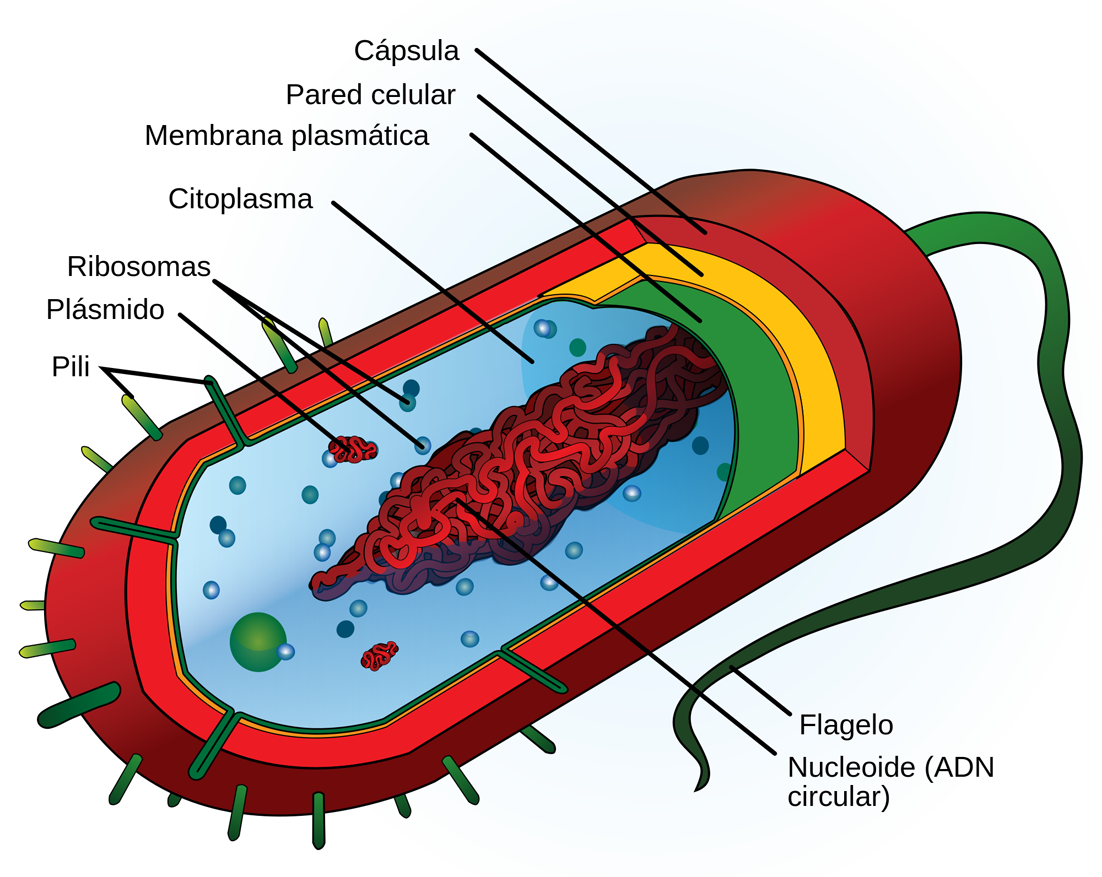 Cápsula
Pared celular
Membrana plasmática
Citoplasma
Ribosomas
Plásmido
Pili
Flagelo
Nucleoide (ADN
circular)